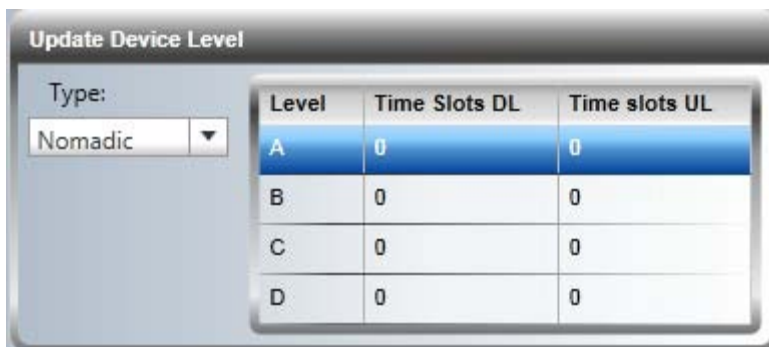 Update Device Level
Type:
Nomadic
Level Time Slots DL Time slots UL
A 0 0
B 0 0
C 0 0
D 0 0